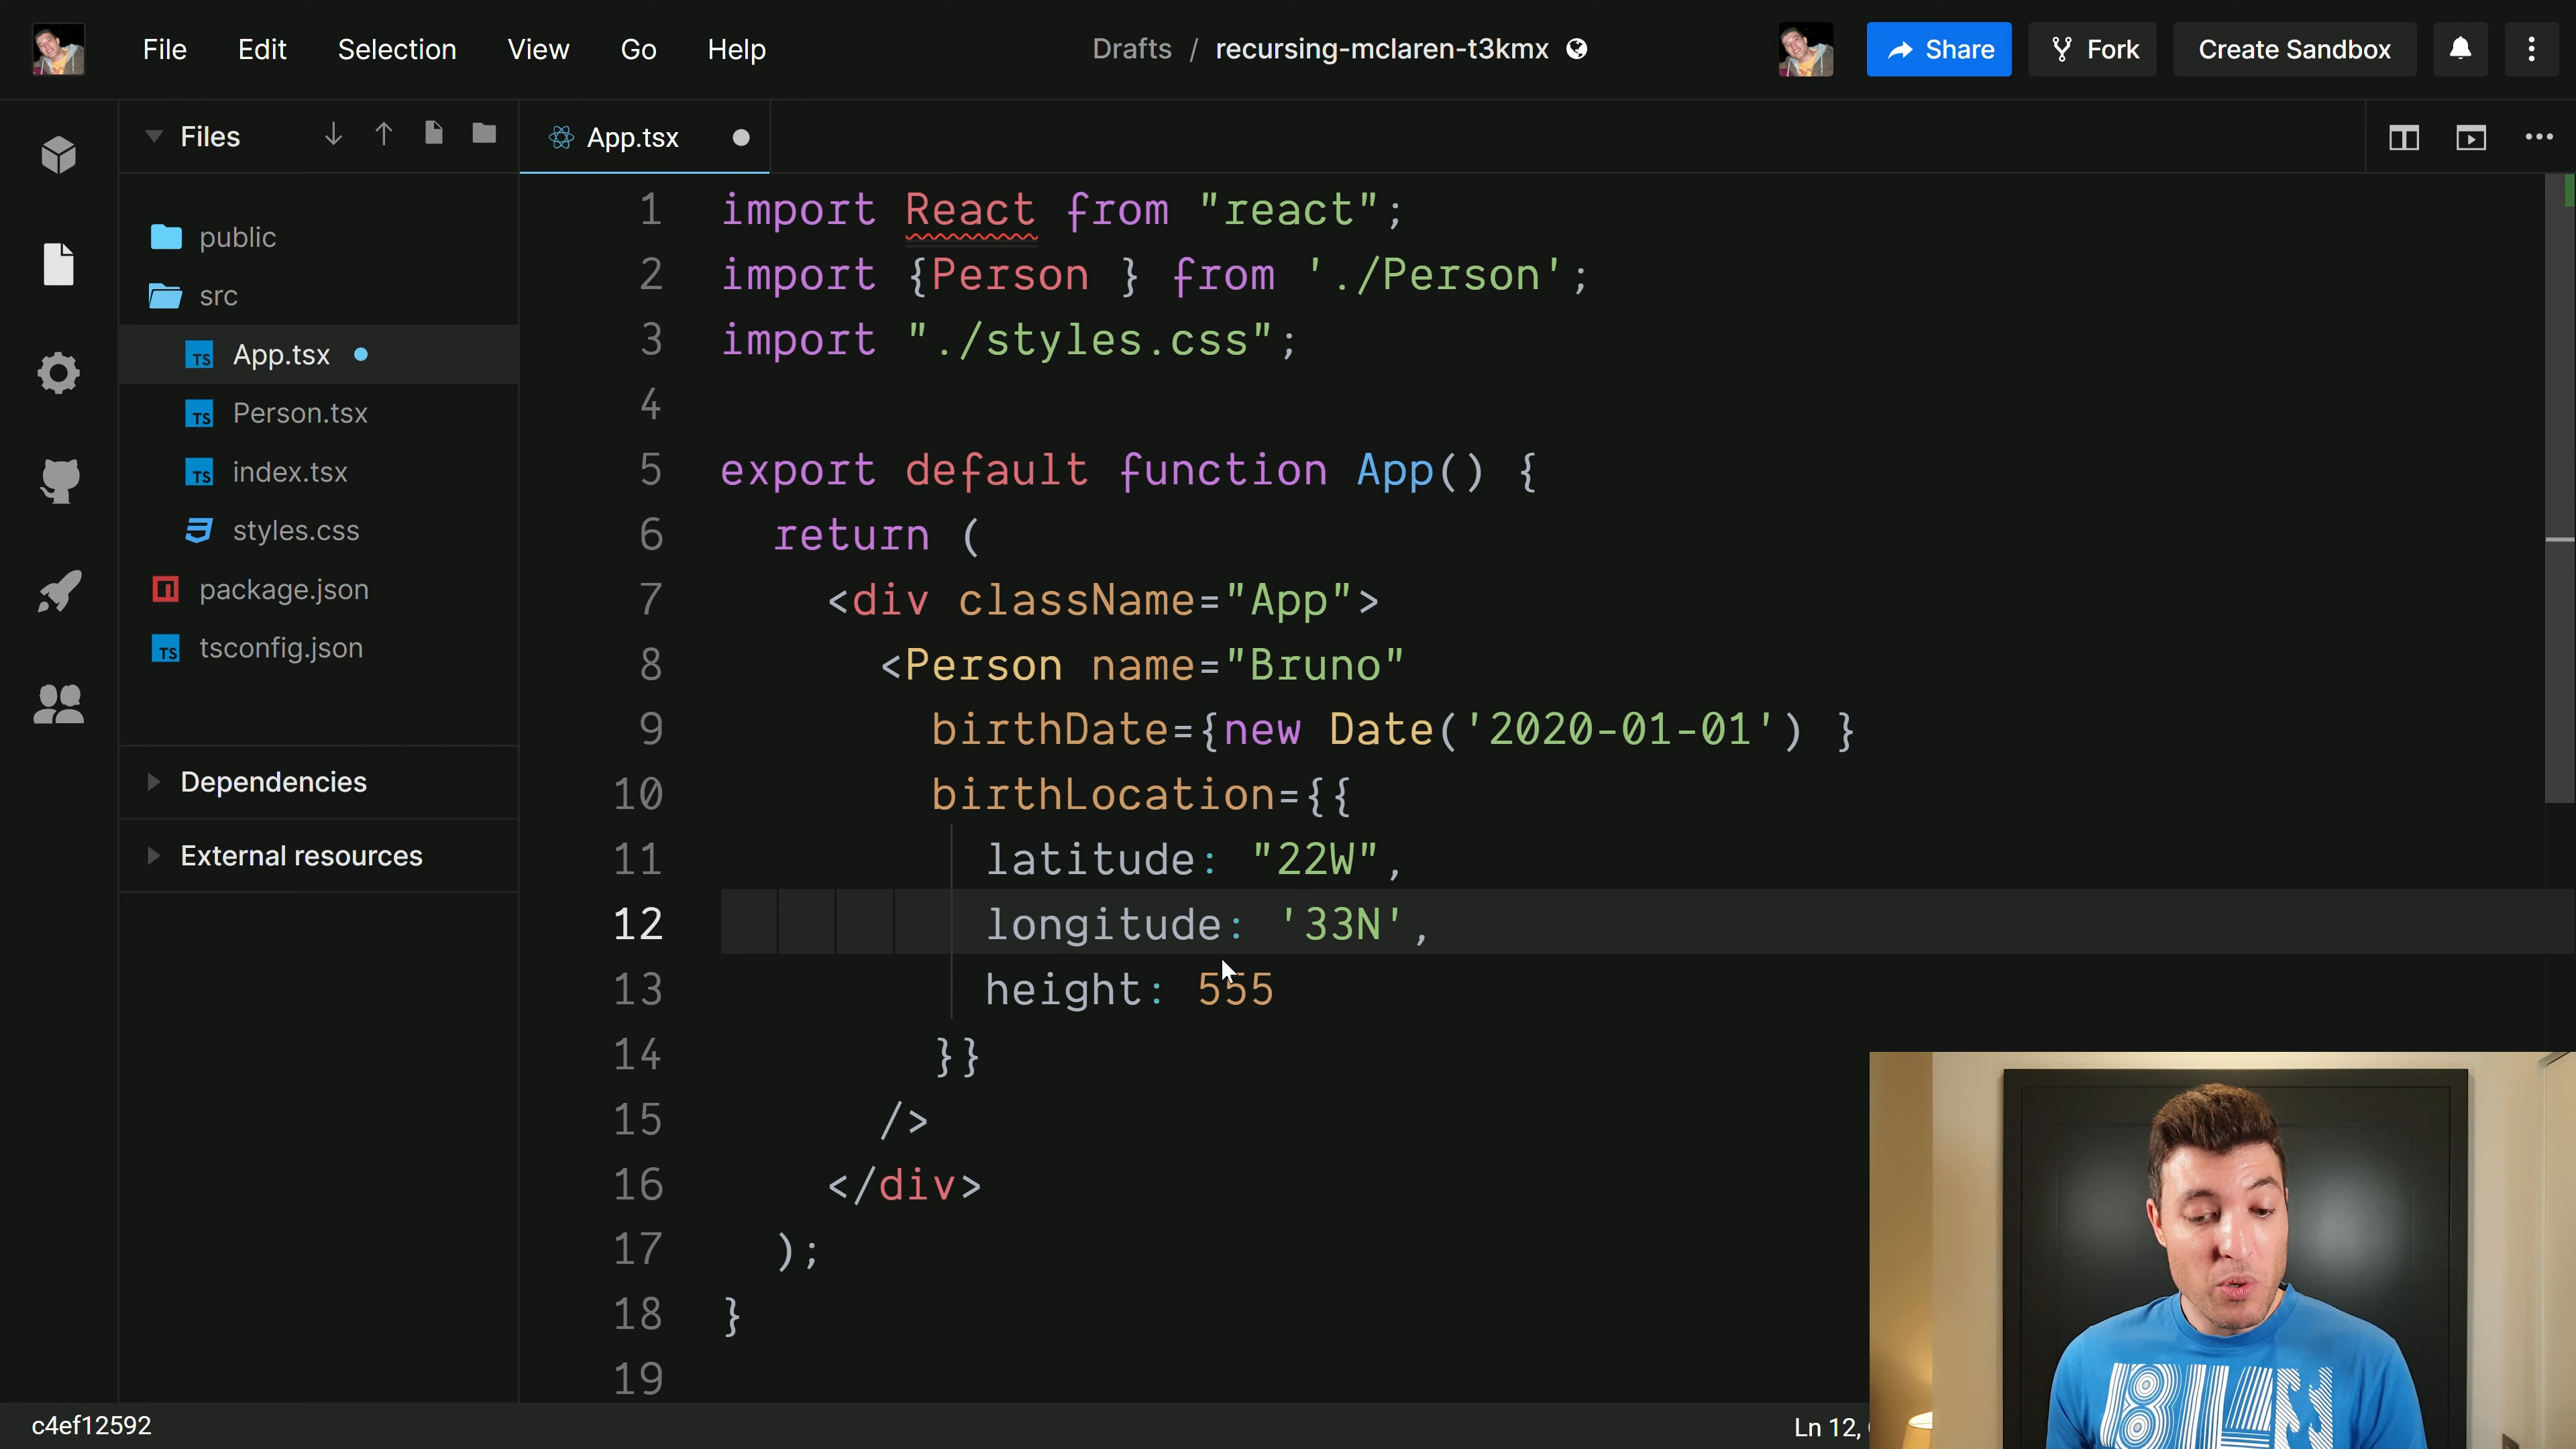 File Edit Selection View Go Help Drafts / recursing-mclaren-t3kmx Share Fork Create Sandbox
Files
App.tsx
public
src
TS App.tsx
TS Person.tsx
TS index.tsx
styles.css
package.json
TS tsconfig.json
Dependencies
External resources
1 import React from "react";
2 import {Person } from './Person';
3 import "./styles.css";
4
5 export default function App() {
6 return (
7 <div className="App">
8 <Person name="Bruno"
9 birthDate={new Date('2020-01-01') }
10 birthLocation={{
11 latitude: "22W",
12 longitude: '33N',
13 height: 555
14 }}
15 />
16 </div>
17 );
18 }
19
c4ef12592
Ln 12,